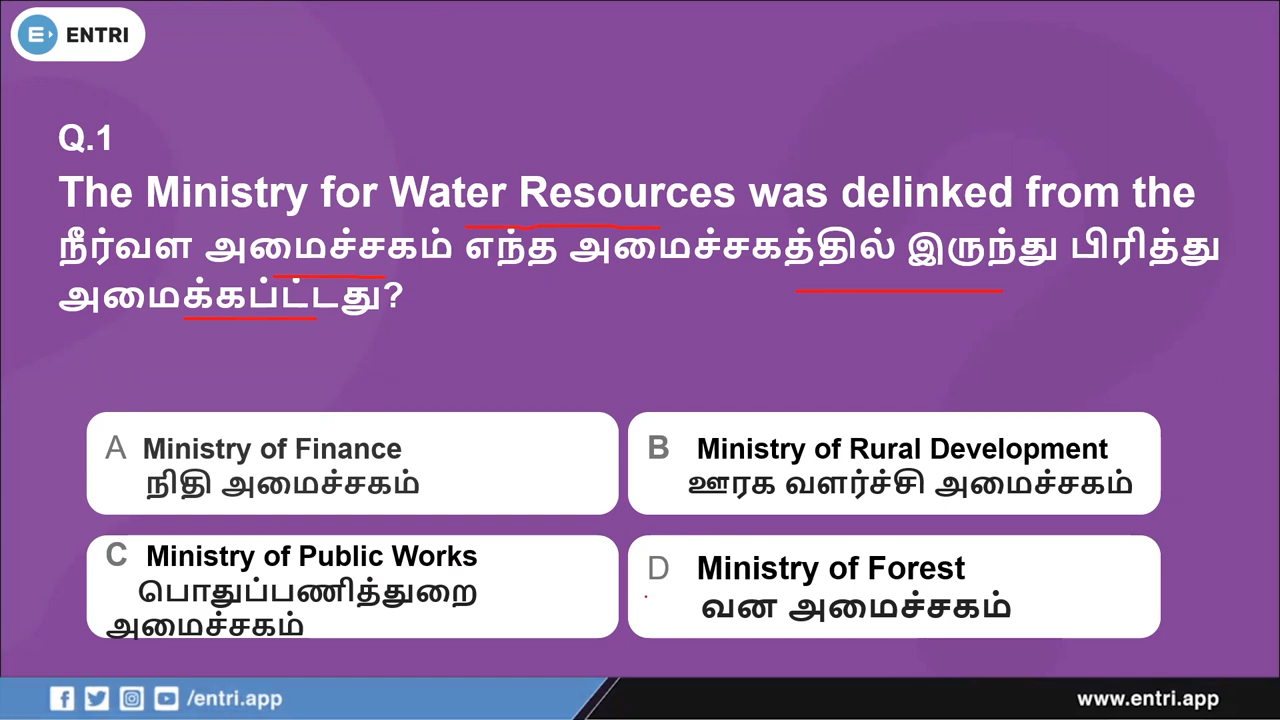 ENTRI
Q.1
The Ministry for Water Resources was delinked from the
நீர்வள அமைச்சகம் எந்த அமைச்சகத்தில் இருந்து பிரித்து
அமைக்கப்ட்டது?
A Ministry of Finance
நிதி அமைச்சகம்
B Ministry of Rural Development
ஊரக வளர்ச்சி அமைச்சகம்
C Ministry of Public Works
பொதுப்பணித்துறை
அமைச்சகம்
D Ministry of Forest
வன அமைச்சகம்
/entri.app
www.entri.app